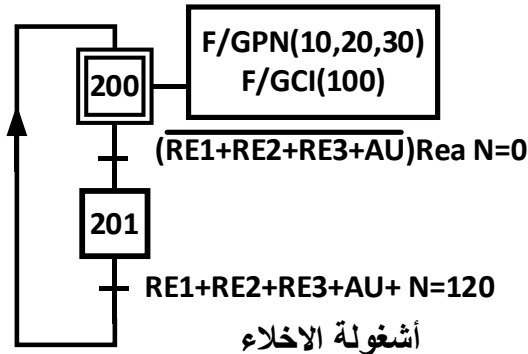 F/GPN(10,20,30)
F/GCI(100)
200
(RE1+RE2+RE3+AU)Rea N=0
201
RE1+RE2+RE3+AU+ N=120
أشغولة الاخلاء